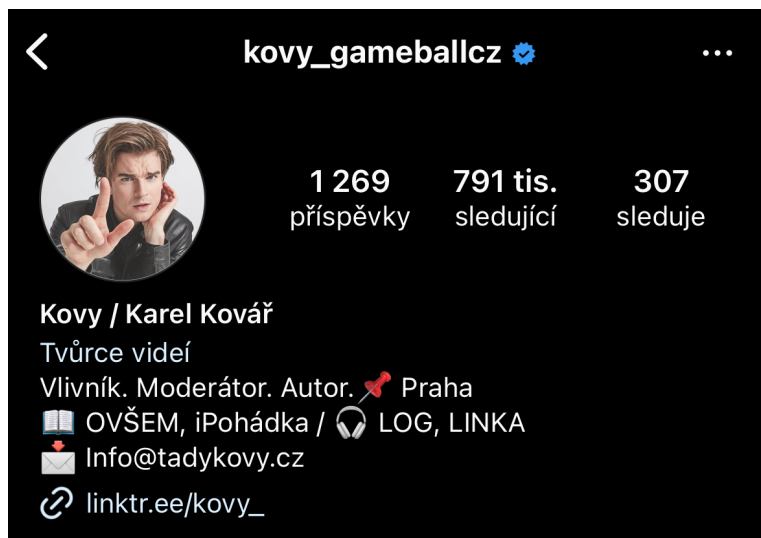 kovy_gameballcz
1 269 791 tis. 307
příspěvky sledující sleduje
Kovy / Karel Kovář
Tvůrce videí
Vlivník. Moderátor. Autor. 📌 Praha
📖 OVŠEM, iPohádka / 🎧 LOG, LINKA
📩 Info@tadykovy.cz
linktr.ee/kovy_